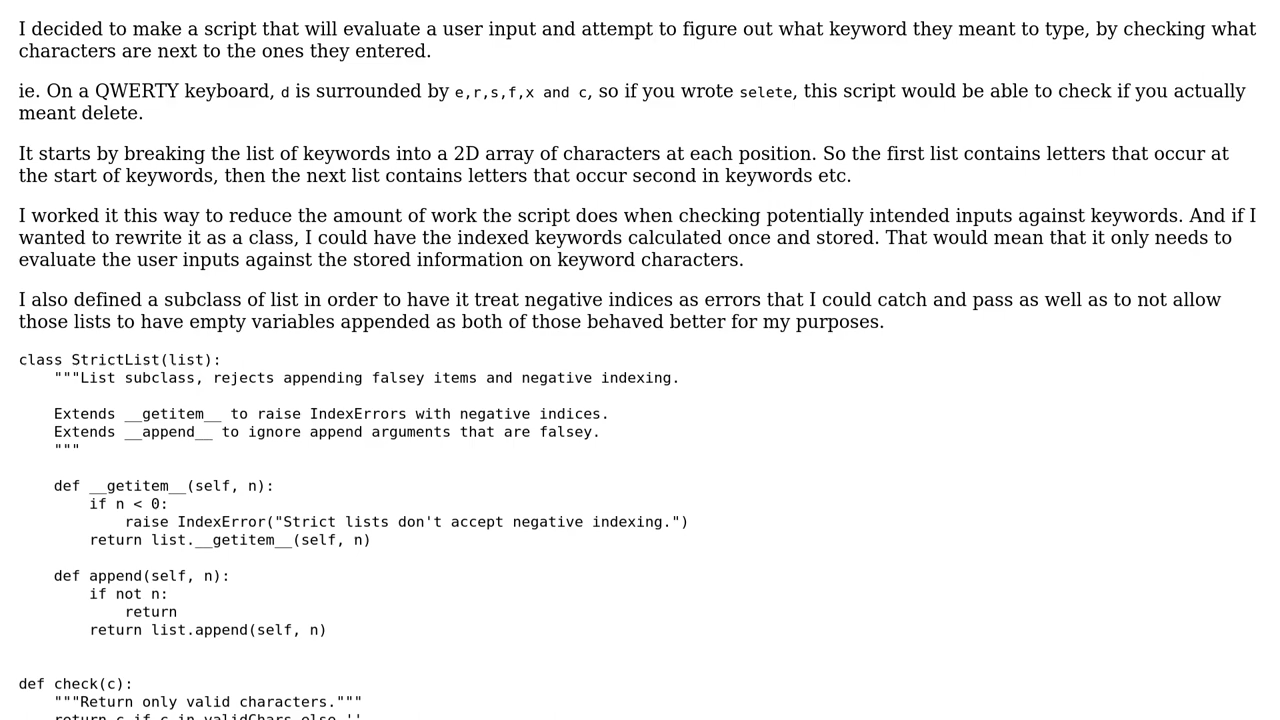 I decided to make a script that will evaluate a user input and attempt to figure out what keyword they meant to type, by checking what
characters are next to the ones they entered.
ie. On a QWERTY keyboard, d is surrounded by e,r,s,f,x and c, so if you wrote selete, this script would be able to check if you actually
meant delete.
It starts by breaking the list of keywords into a 2D array of characters at each position. So the first list contains letters that occur at
the start of keywords, then the next list contains letters that occur second in keywords etc.
I worked it this way to reduce the amount of work the script does when checking potentially intended inputs against keywords. And if I
wanted to rewrite it as a class, I could have the indexed keywords calculated once and stored. That would mean that it only needs to
evaluate the user inputs against the stored information on keyword characters.
I also defined a subclass of list in order to have it treat negative indices as errors that I could catch and pass as well as to not allow
those lists to have empty variables appended as both of those behaved better for my purposes.
class StrictList(list):
    """List subclass, rejects appending falsey items and negative indexing.
    Extends __getitem__ to raise IndexErrors with negative indices.
    Extends __append__ to ignore append arguments that are falsey.
    """
    def __getitem__(self, n):
        if n < 0:
            raise IndexError("Strict lists don't accept negative indexing.")
        return list.__getitem__(self, n)
    def append(self, n):
        if not n:
            return
        return list.append(self, n)
def check(c):
    """Return only valid characters."""
    return c if c in validChars else ''